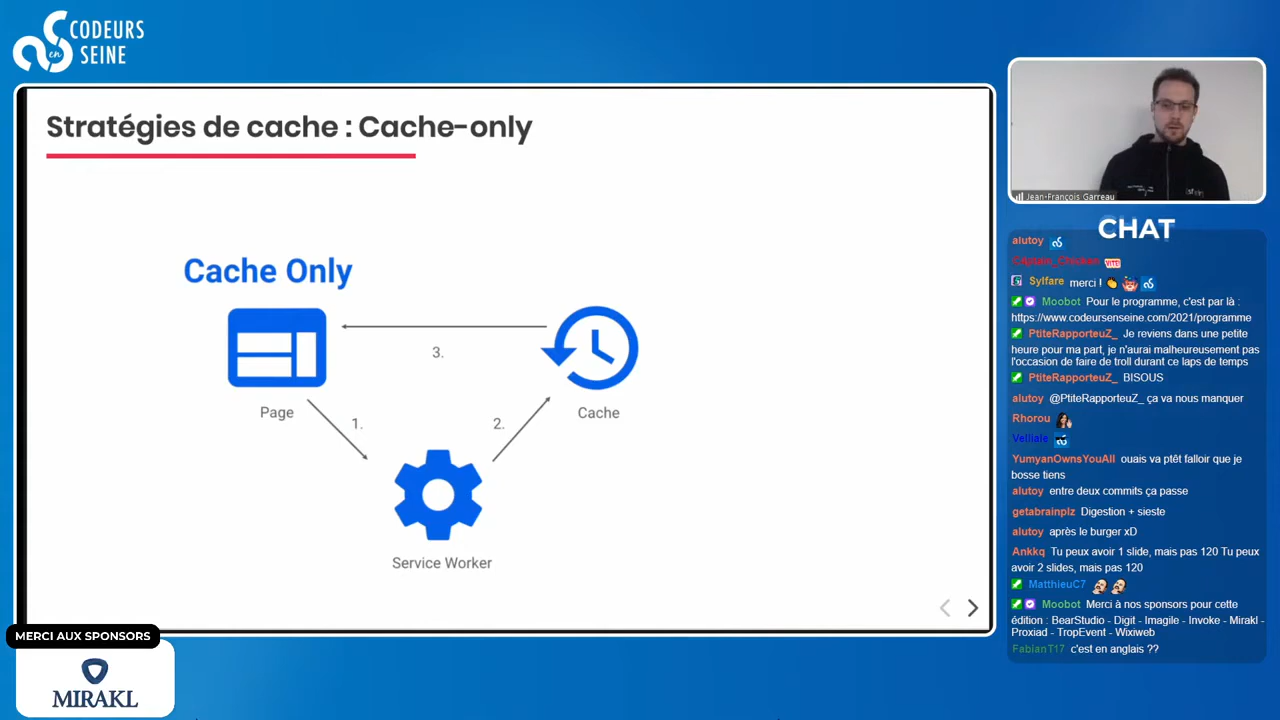 CODEURS
en
SEINE
Stratégies de cache : Cache-only
Cache Only
3.
Page
1.
2.
Cache
Service Worker
MERCI AUX SPONSORS
MIRAKL
Jean-François Garreau
CHAT
alutoy
Captain_Chicken VITE
Sylfare merci !
Moobot Pour le programme, c'est par là :
https://www.codeursenseine.com/2021/programme
PtiteRapporteuZ_ Je reviens dans une petite
heure pour ma part, je n'aurai malheureusement pas
l'occasion de faire de troll durant ce laps de temps
PtiteRapporteuZ_ BISOUS
alutoy @PtiteRapporteuZ_ ça va nous manquer
Rhorou
Velliale
YumyanOwnsYouAll ouais va ptêt falloir que je
bosse tiens
alutoy entre deux commits ça passe
getabrainplz Digestion + sieste
alutoy après le burger xD
Ankkq Tu peux avoir 1 slide, mais pas 120 Tu peux
avoir 2 slides, mais pas 120
MatthieuC7
Moobot Merci à nos sponsors pour cette
édition : BearStudio - Digit - Imagile - Invoke - Mirakl -
Proxiad - TropEvent - Wixiweb
FabianT17 c'est en anglais ??